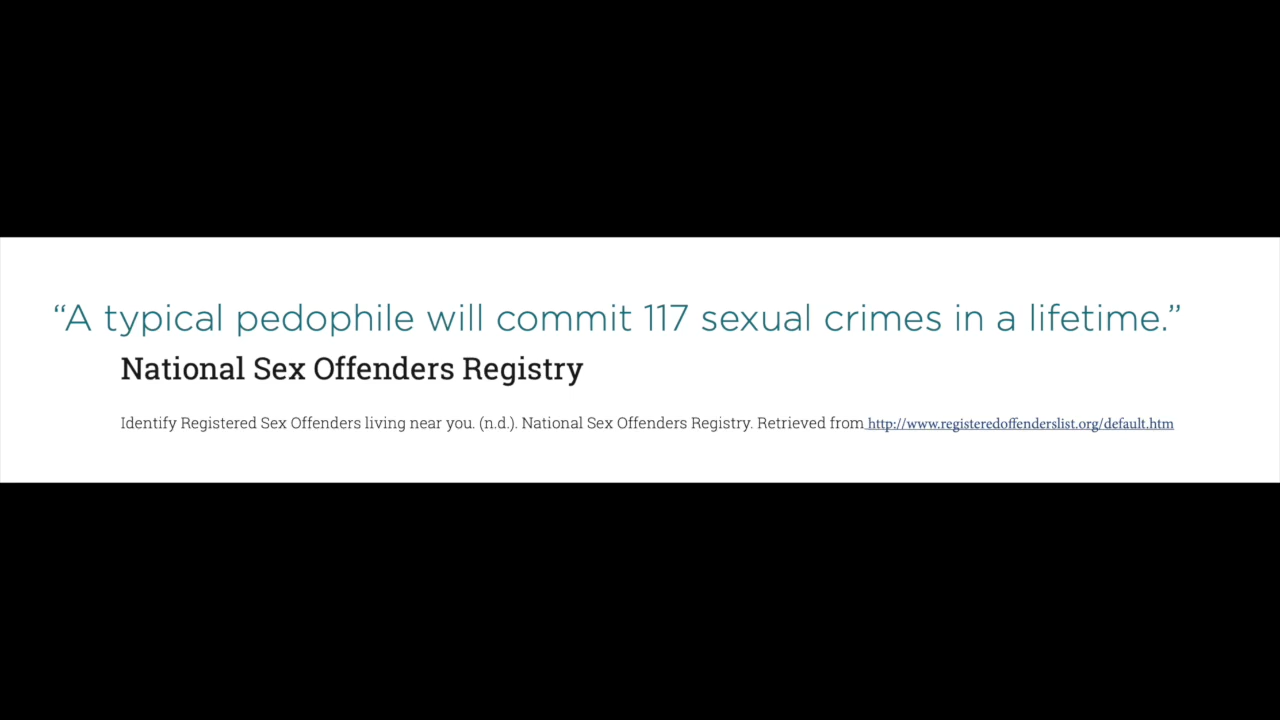 “A typical pedophile will commit 117 sexual crimes in a lifetime.”
National Sex Offenders Registry
Identify Registered Sex Offenders living near you. (n.d.). National Sex Offenders Registry. Retrieved from http://www.registeredoffenderslist.org/default.htm